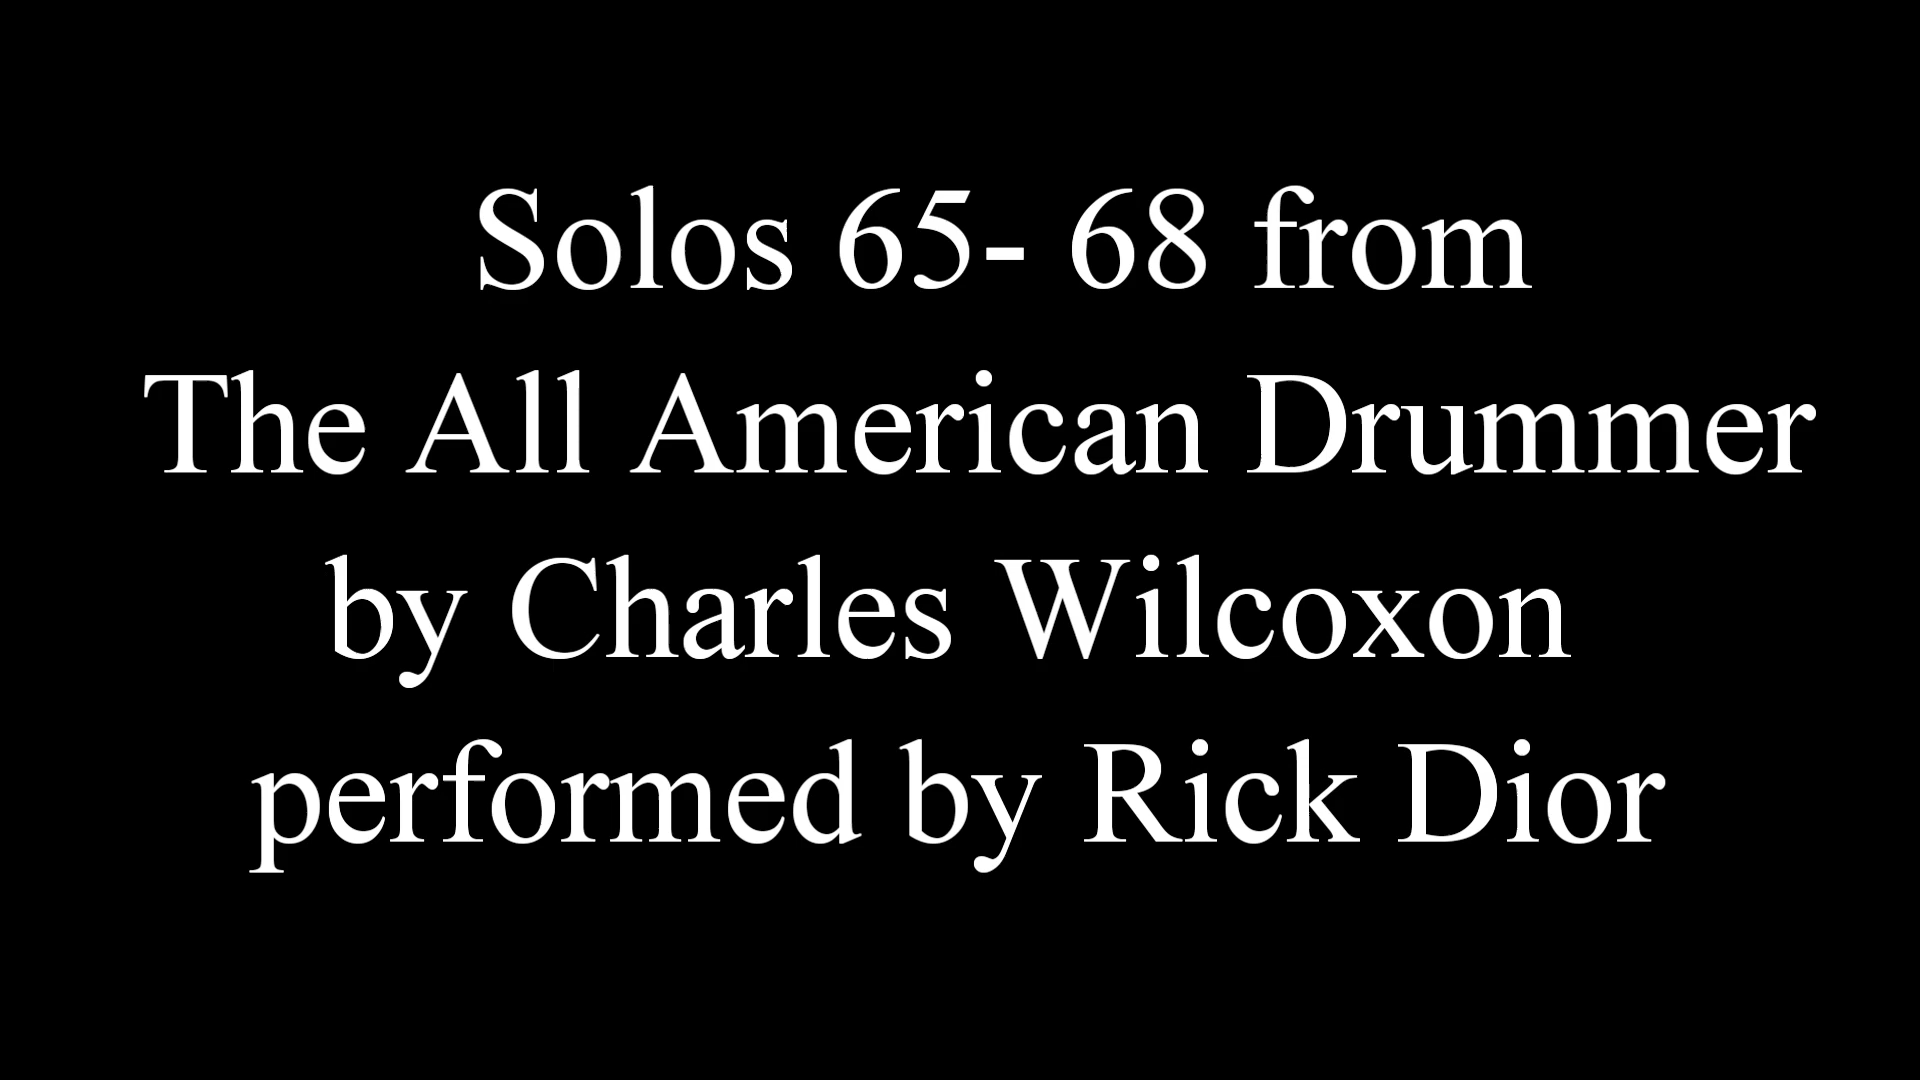 Solos 65- 68 from
The All American Drummer
by Charles Wilcoxon
performed by Rick Dior